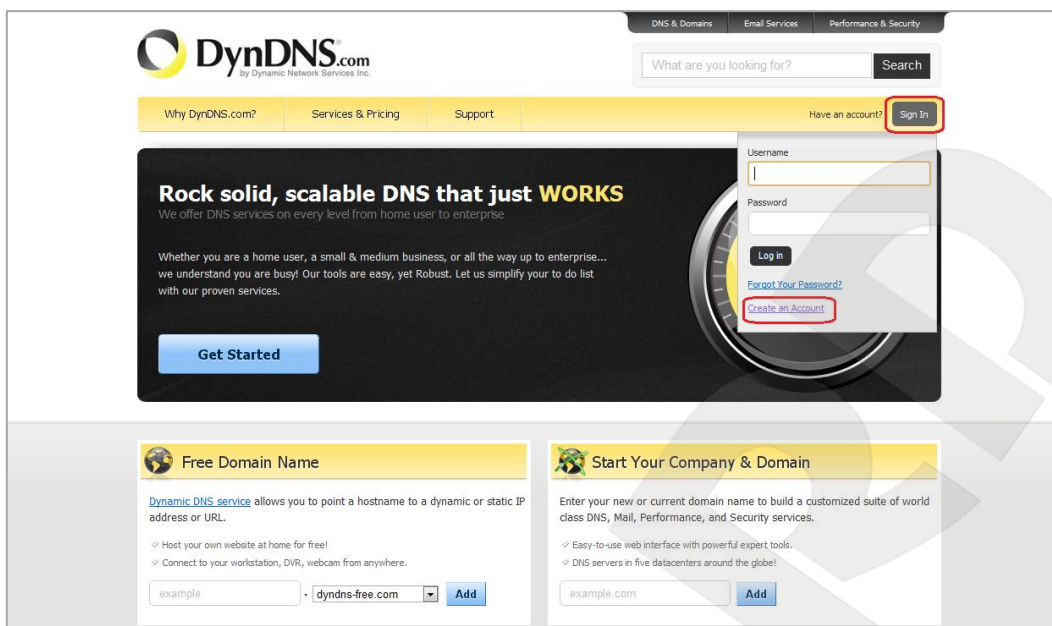 DNS & Domains Email Services Performance & Security
DynDNS.com
by Dynamic Network Services Inc.
What are you looking for? Search
Why DynDNS.com? Services & Pricing Support Have an account? Sign In
Username
Password
Log in
Forgot Your Password?
Create an Account
Rock solid, scalable DNS that just WORKS
We offer DNS services on every level from home user to enterprise
Whether you are a home user, a small & medium business, or all the way up to enterprise...
we understand you are busy! Our tools are easy, yet Robust. Let us simplify your to do list
with our proven services.
Get Started
Free Domain Name
Dynamic DNS service allows you to point a hostname to a dynamic or static IP
address or URL.
Host your own website at home for free!
Connect to your workstation, DVR, webcam from anywhere.
example . dyndns-free.com Add
Start Your Company & Domain
Enter your new or current domain name to build a customized suite of world
class DNS, Mail, Performance, and Security services.
Easy-to-use web interface with powerful expert tools.
DNS servers in five datacenters around the globe!
example.com Add